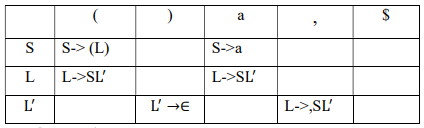 ( ) a , $
S S-> (L) S->a
L L->SL′ L->SL′
L′ L′ →∈ L->,SL′